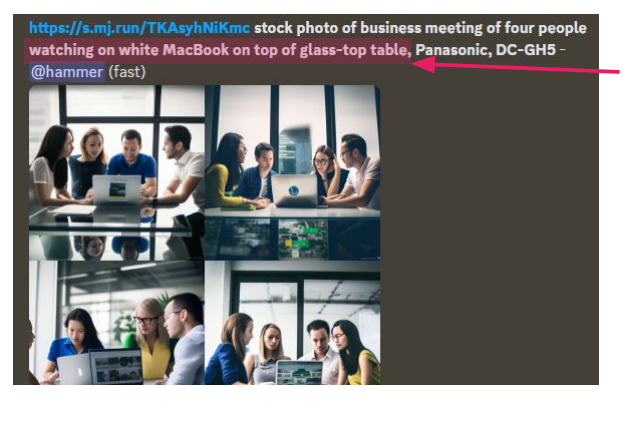 https://s.mj.run/TKAsyhNiKmc stock photo of business meeting of four people
watching on white MacBook on top of glass-top table, Panasonic, DC-GH5 -
@hammer (fast)